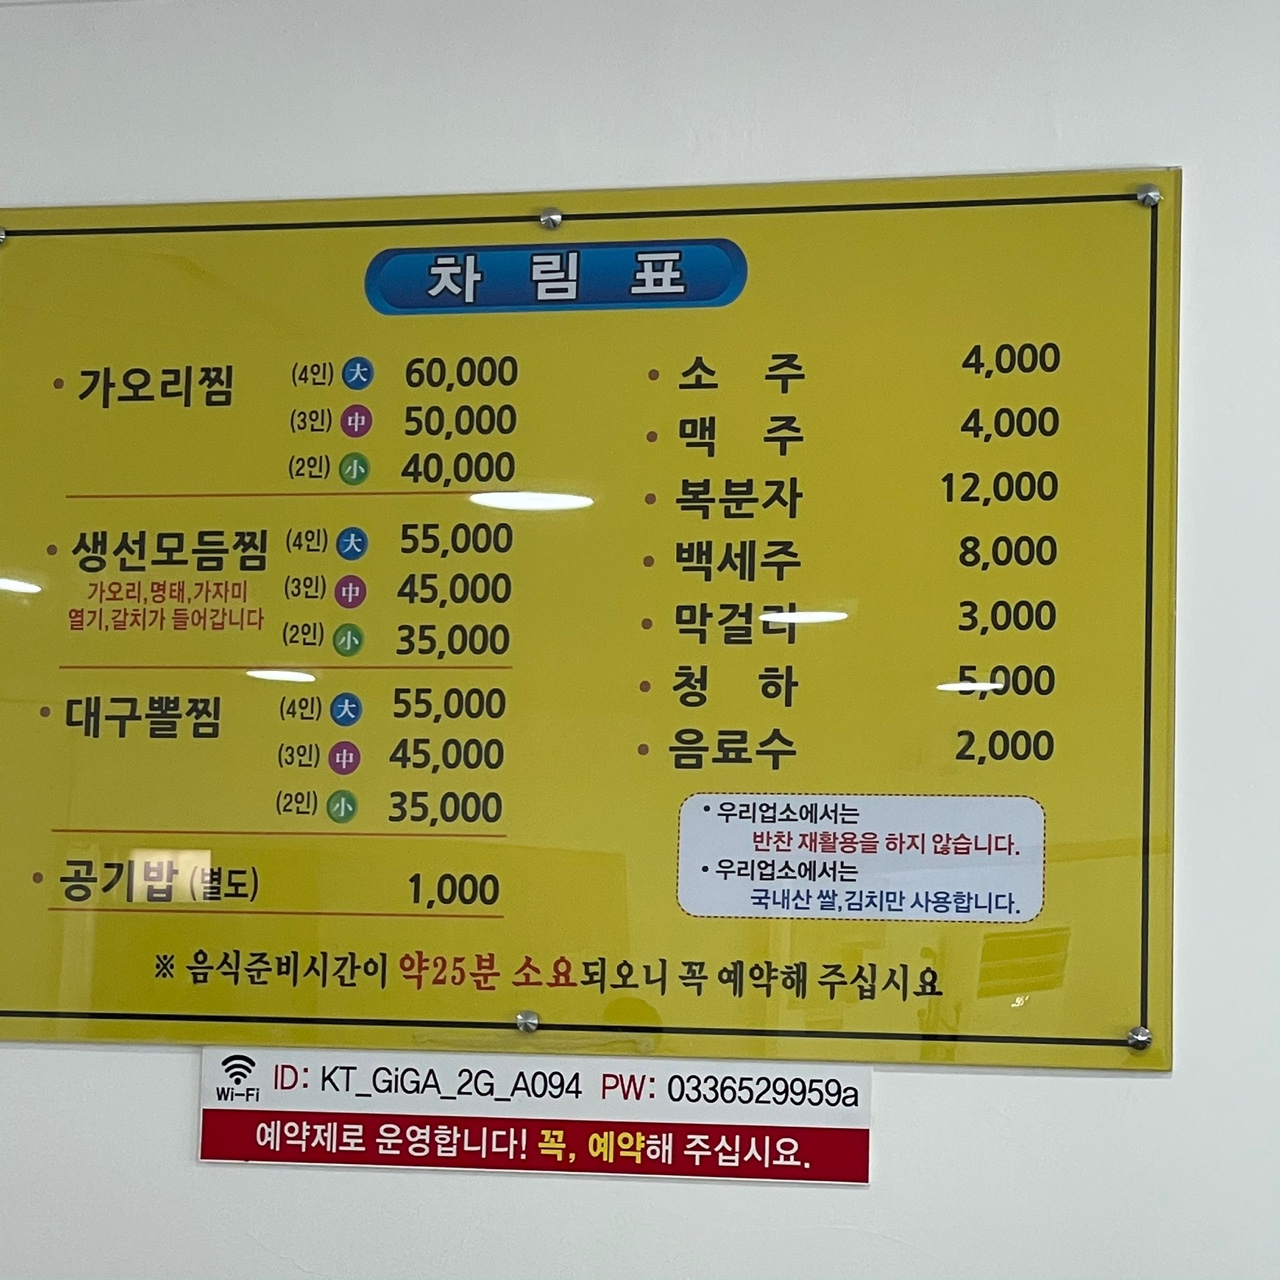 차림표
• 가오리찜 (4인) 大 60,000
(3인) 中 50,000
(2인) 小 40,000
• 생선모듬찜 (4인) 大 55,000
가오리,명태,가자미 (3인) 中 45,000
열기,갈치가 들어갑니다 (2인) 小 35,000
• 대구뽈찜 (4인) 大 55,000
(3인) 中 45,000
(2인) 小 35,000
• 공기밥 (별도) 1,000
• 소주 4,000
• 맥주 4,000
• 복분자 12,000
• 백세주 8,000
• 막걸리 3,000
• 청하 5,000
• 음료수 2,000
• 우리업소에서는
반찬 재활용을 하지 않습니다.
• 우리업소에서는
국내산 쌀,김치만 사용합니다.
※ 음식준비시간이 약25분 소요되오니 꼭 예약해 주십시요
Wi-Fi ID: KT_GiGA_2G_A094 PW: 0336529959a
예약제로 운영합니다! 꼭, 예약해 주십시요.